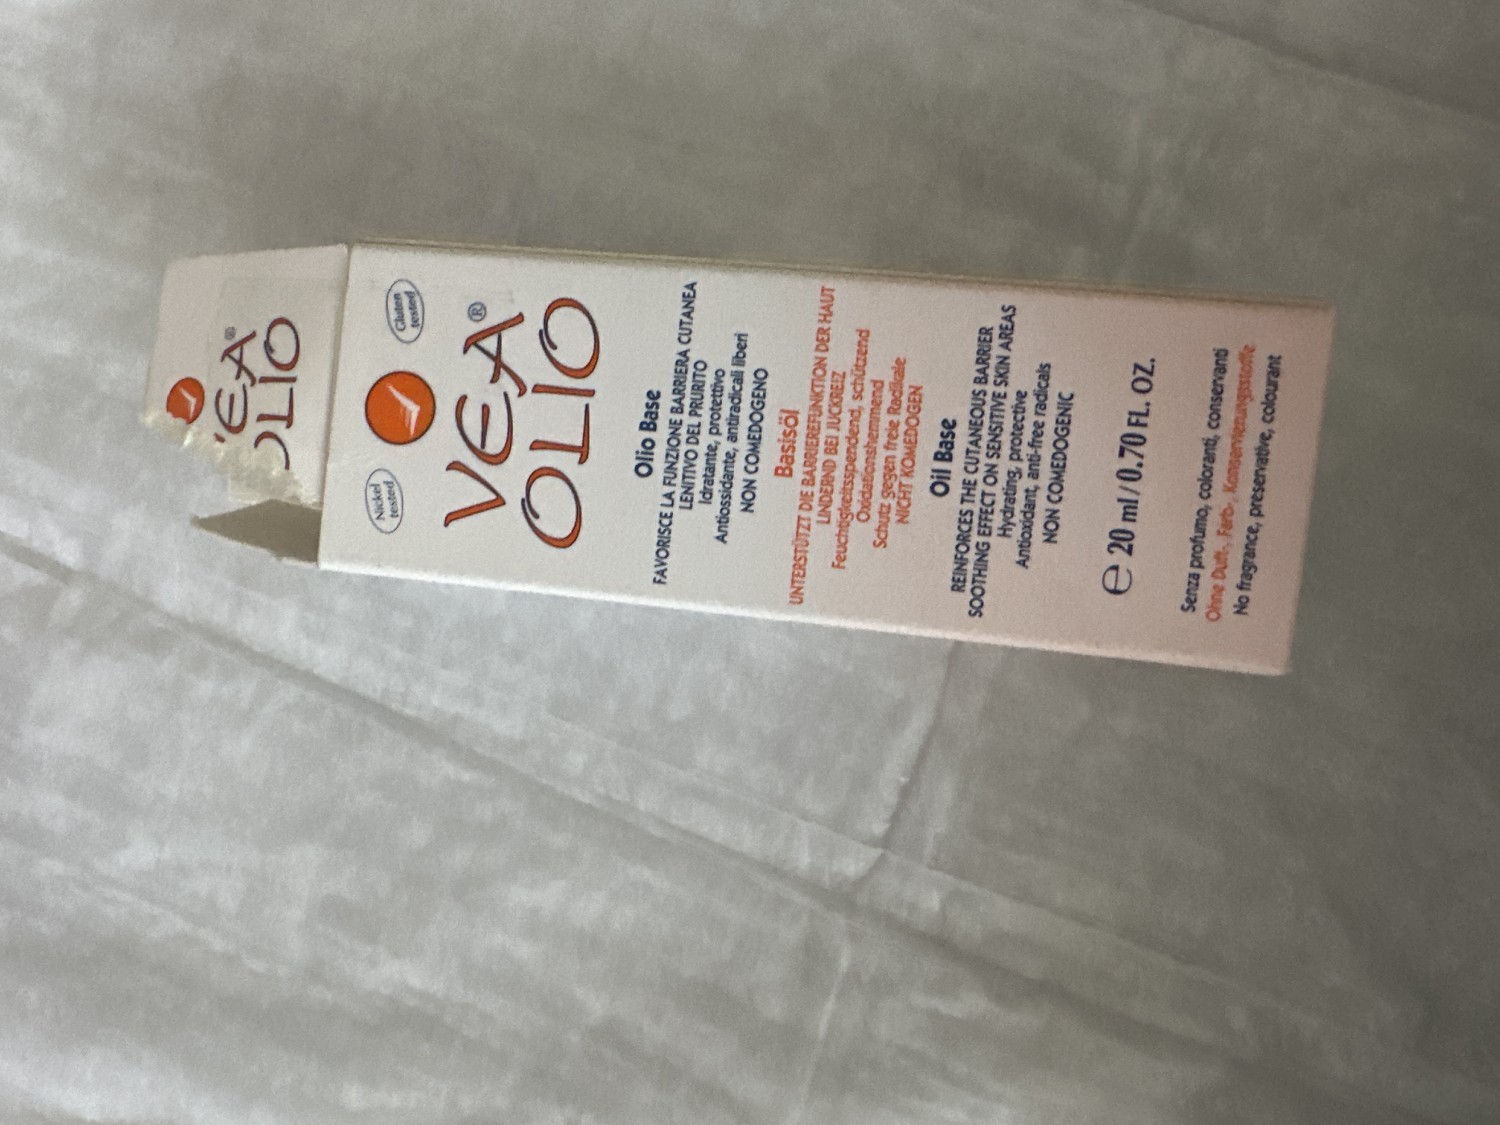 VEA®
OLIO
Nickel
tested
Gluten
tested
VEA®
OLIO
Olio Base
FAVORISCE LA FUNZIONE BARRIERA CUTANEA
LENITIVO DEL PRURITO
Idratante, protettivo
Antiossidante, antiradicali liberi
NON COMEDOGENO
Basisöl
UNTERSTÜTZT DIE BARRIEREFUNKTION DER HAUT
LINDERND BEI JUCKREIZ
Feuchtigkeitsspendend, schützend
Oxidationshemmend
Schutz gegen freie Radikale
NICHT KOMEDOGEN
Oil Base
REINFORCES THE CUTANEOUS BARRIER
SOOTHING EFFECT ON SENSITIVE SKIN AREAS
Hydrating, protective
Antioxidant, anti-free radicals
NON COMEDOGENIC
℮ 20 ml/0.70 FL. OZ.
Senza profumo, coloranti, conservanti
Ohne Duft-, Farb-, Konservierungsstoffe
No fragrance, preservative, colourant